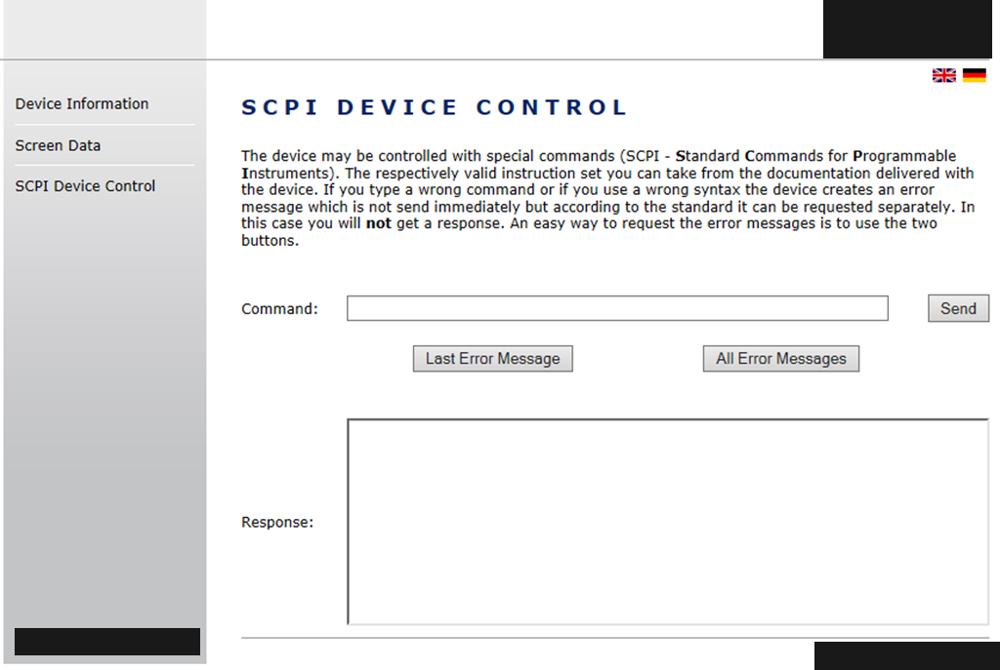 Device Information
Screen Data
SCPI Device Control
SCPI DEVICE CONTROL
The device may be controlled with special commands (SCPI - Standard Commands for Programmable
Instruments). The respectively valid instruction set you can take from the documentation delivered with
the device. If you type a wrong command or if you use a wrong syntax the device creates an error
message which is not send immediately but according to the standard it can be requested separately. In
this case you will not get a response. An easy way to request the error messages is to use the two
buttons.
Command:
Send
Last Error Message
All Error Messages
Response: